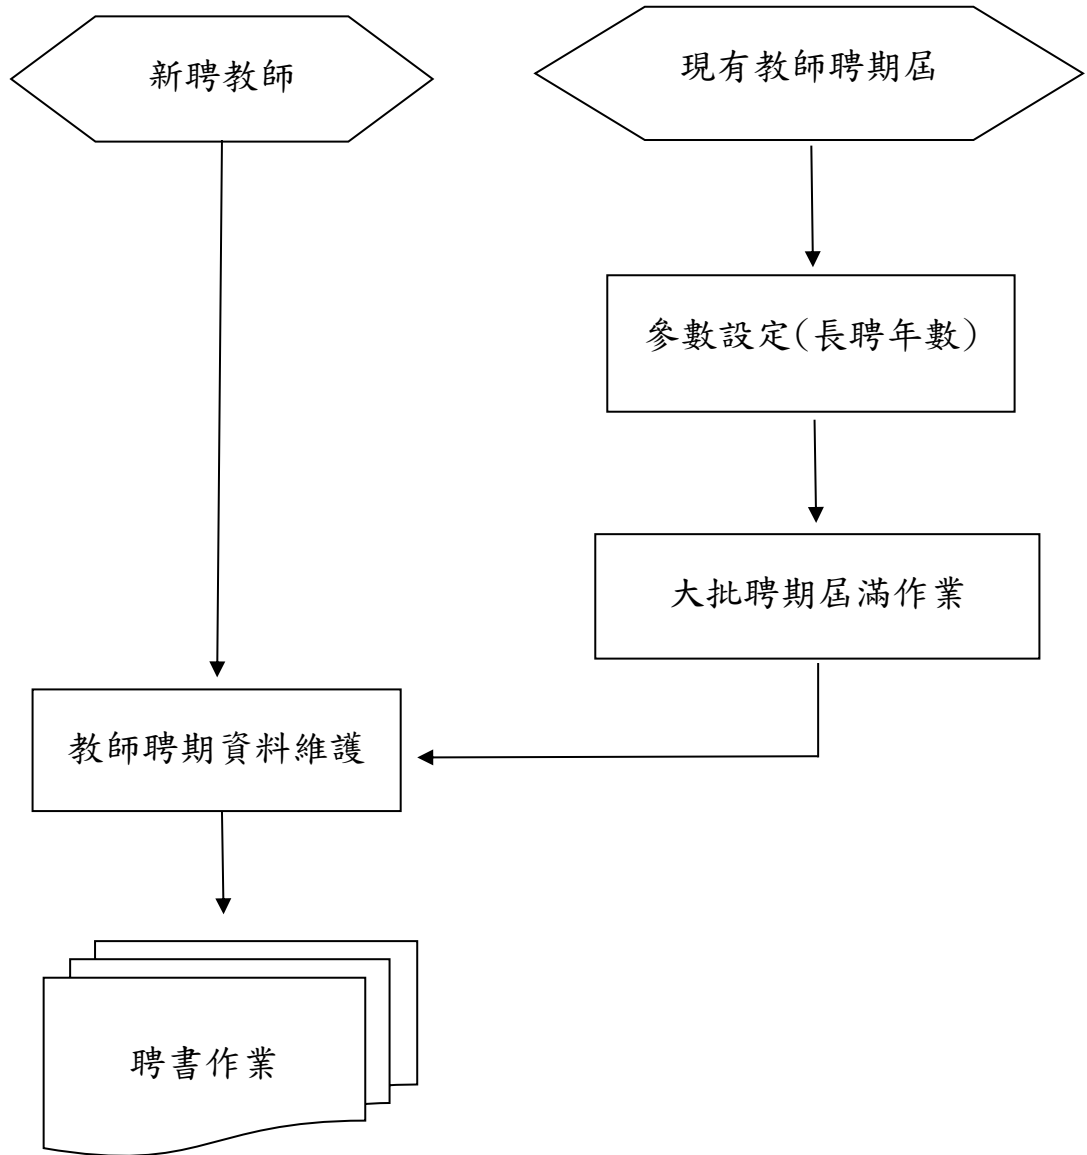 新聘教師
現有教師聘期屆
參數設定(長聘年數)
大批聘期屆滿作業
教師聘期資料維護
聘書作業